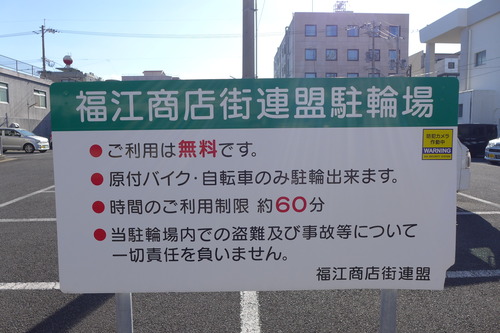 福江商店街連盟駐輪場
●ご利用は無料です。
●原付バイク・自転車のみ駐輪出来ます。
●時間のご利用制限 約60分
●当駐輪場内での盗難及び事故等について
一切責任を負いません。
福江商店街連盟
防犯カメラ
作動中
WARNING